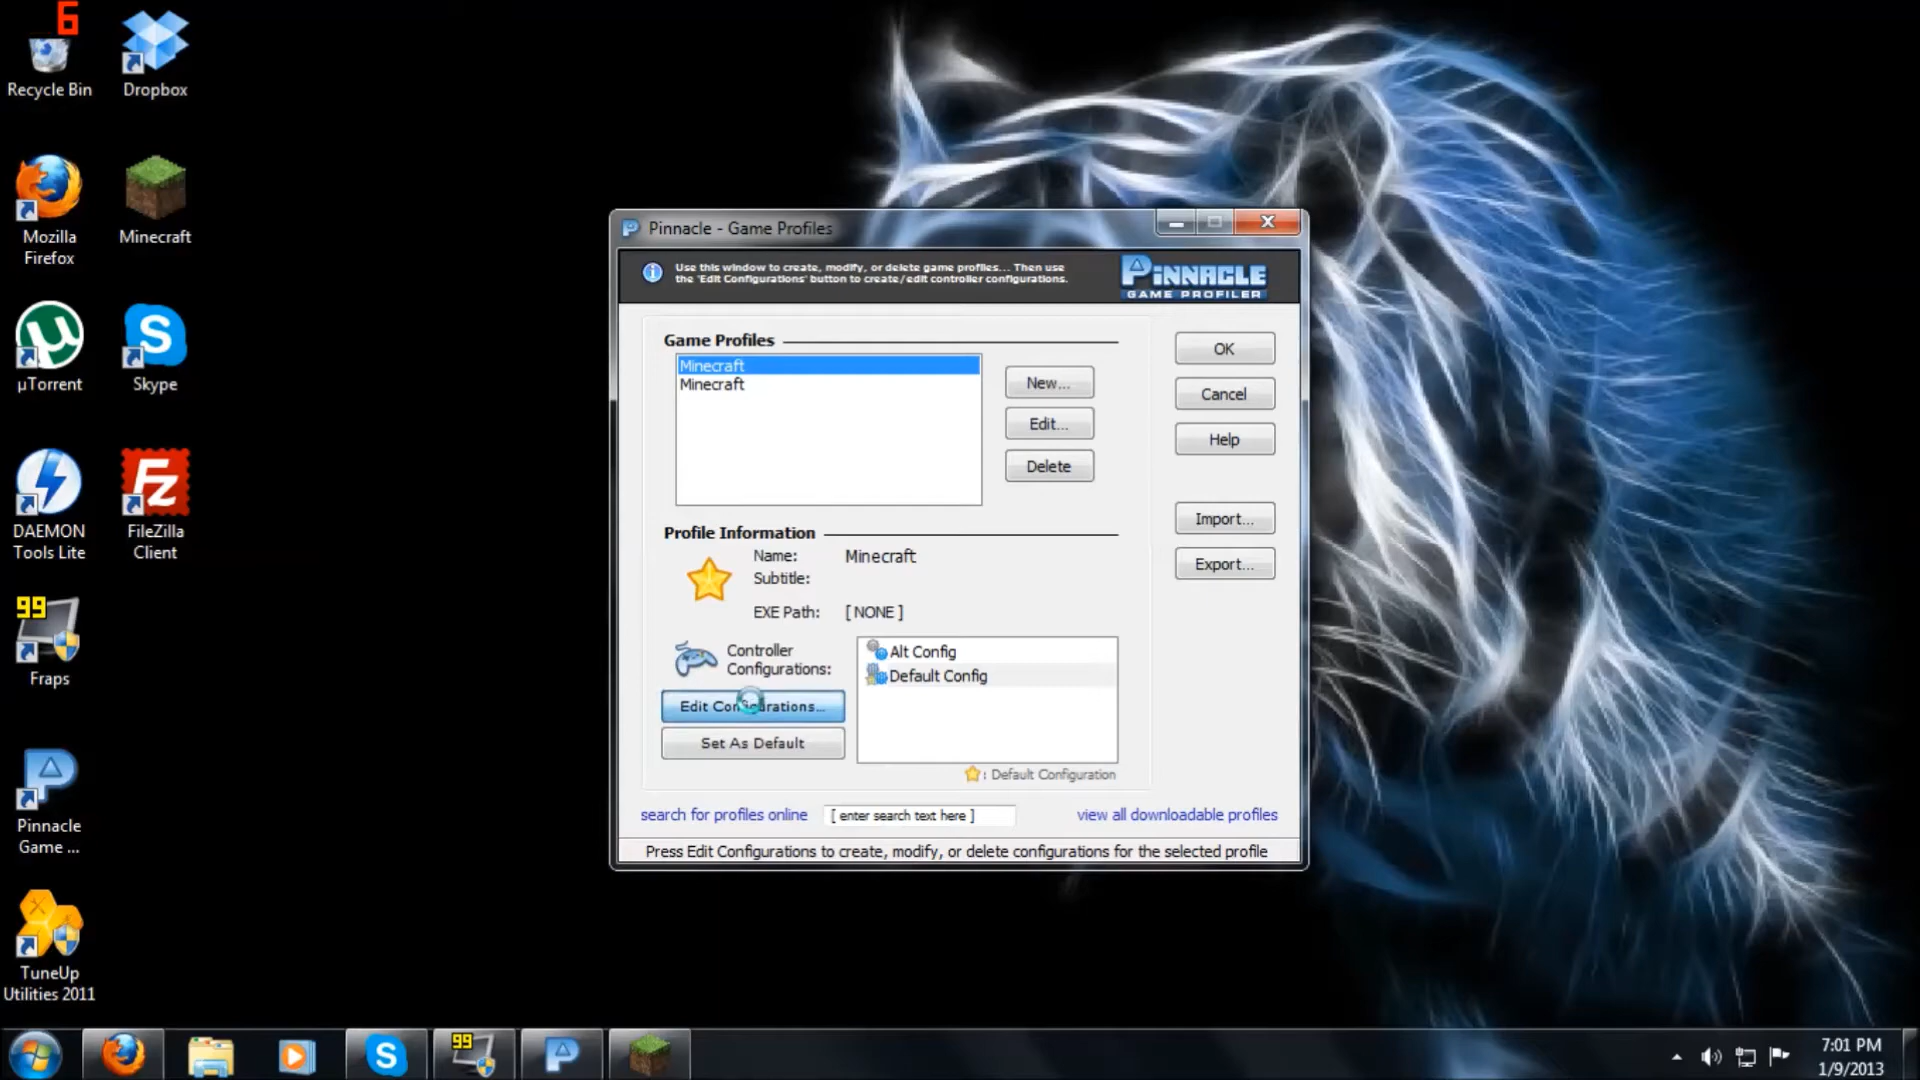 6
Recycle Bin
Dropbox
Mozilla
Firefox
Minecraft
µTorrent
Skype
DAEMON
Tools Lite
FileZilla
Client
99
Fraps
Pinnacle
Game ...
TuneUp
Utilities 2011
Pinnacle - Game Profiles
Use this window to create, modify, or delete game profiles... Then use
the 'Edit Configurations' button to create/edit controller configurations.
PINNACLE
GAME PROFILER
Game Profiles
Minecraft
Minecraft
New...
Edit...
Delete
OK
Cancel
Help
Import...
Export...
Profile Information
Name: Minecraft
Subtitle:
EXE Path: [ NONE ]
Controller
Configurations:
Edit Configurations...
Set As Default
Alt Config
Default Config
: Default Configuration
search for profiles online
[ enter search text here ]
view all downloadable profiles
Press Edit Configurations to create, modify, or delete configurations for the selected profile
99
7:01 PM
1/9/2013